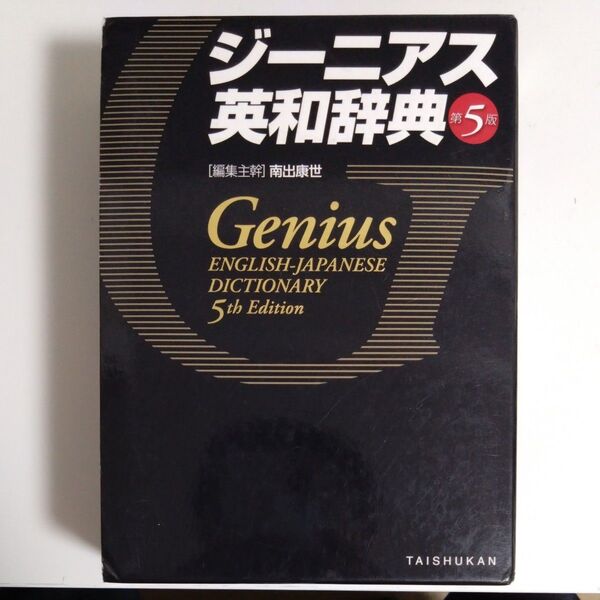 ジーニアス
英和辞典 第5版
[編集主幹] 南出康世
Genius
ENGLISH-JAPANESE
DICTIONARY
5th Edition
TAISHUKAN